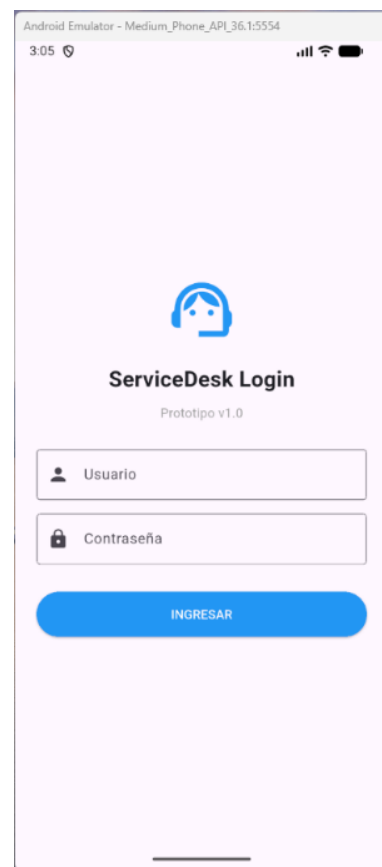 Android Emulator - Medium_Phone_API_36.1:5554
3:05
ServiceDesk Login
Prototipo v1.0
Usuario
Contraseña
INGRESAR